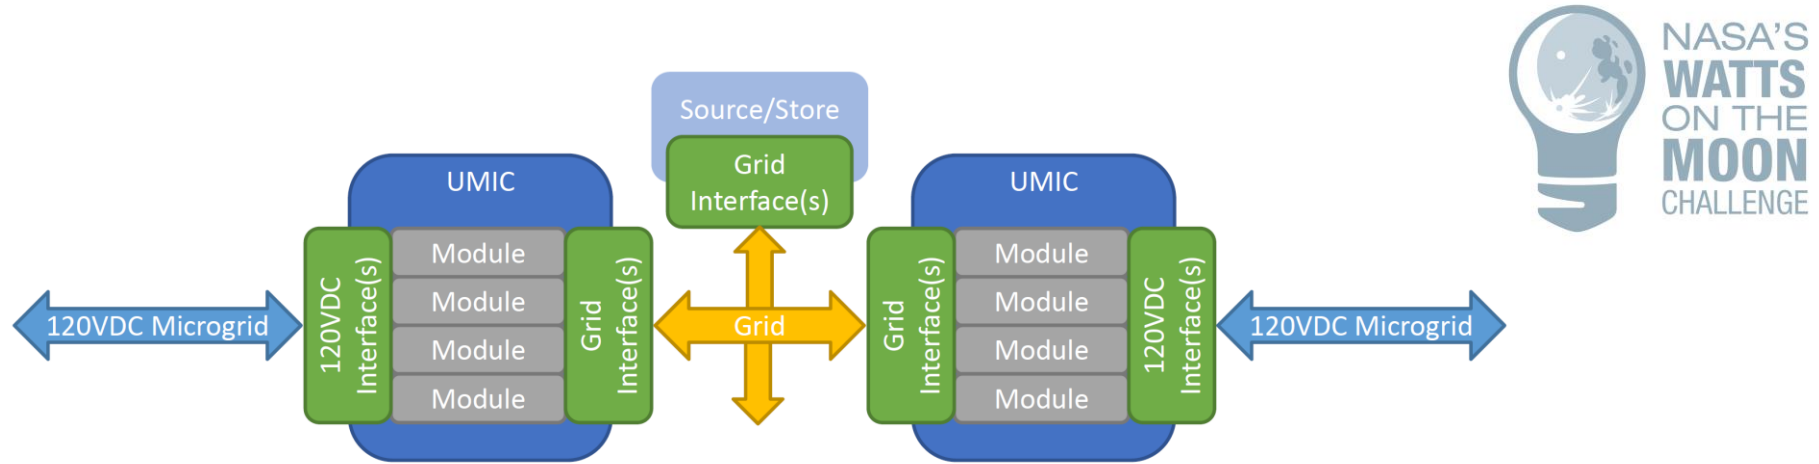 NASA'S
WATTS
ON THE
MOON
CHALLENGE
Source/Store
Grid
Interface(s)
UMIC
UMIC
120VDC Microgrid
120VDC
Interface(s)
Module
Module
Module
Module
Grid
Interface(s)
Grid
Grid
Interface(s)
Module
Module
Module
Module
120VDC
Interface(s)
120VDC Microgrid